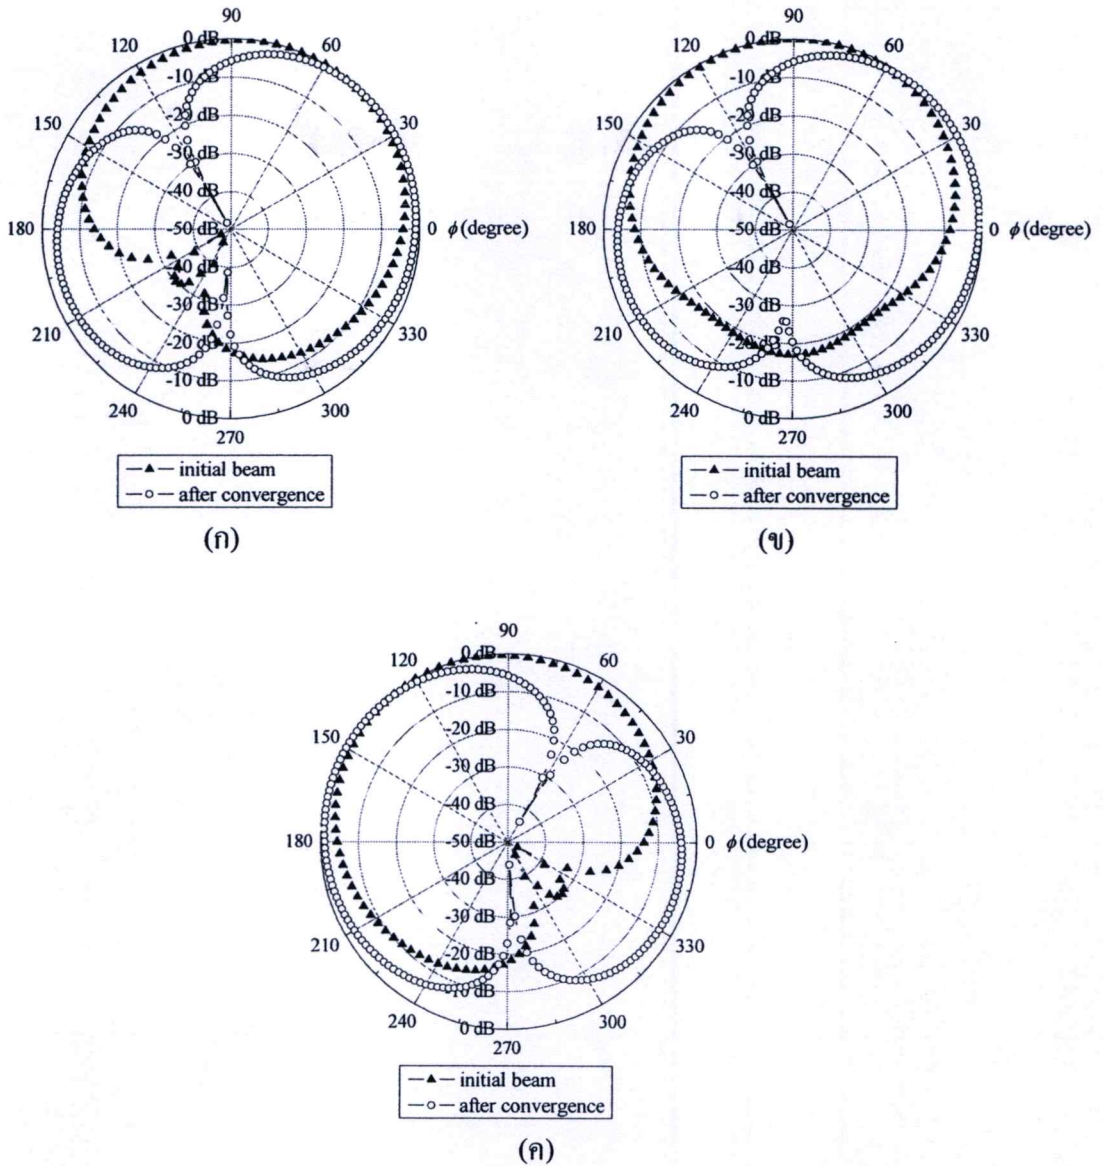 90
90
120
0 dB
60
120
0 dB
60
-10 dB
-10 dB
150
-20 dB
30
150
-20 dB
30
-30 dB
-30 dB
-40 dB
-40 dB
180
-50 dB
0 ϕ (degree)
180
-50 dB
0 ϕ (degree)
-40 dB
-40 dB
-30 dB
-30 dB
210
-20 dB
330
210
-20 dB
330
-10 dB
-10 dB
240
0 dB
300
240
0 dB
300
270
270
initial beam
after convergence
initial beam
after convergence
(ก)
(ข)
90
120
0 dB
60
-10 dB
150
-20 dB
30
-30 dB
-40 dB
180
-50 dB
0 ϕ (degree)
-40 dB
-30 dB
210
-20 dB
330
-10 dB
240
0 dB
300
270
initial beam
after convergence
(ค)